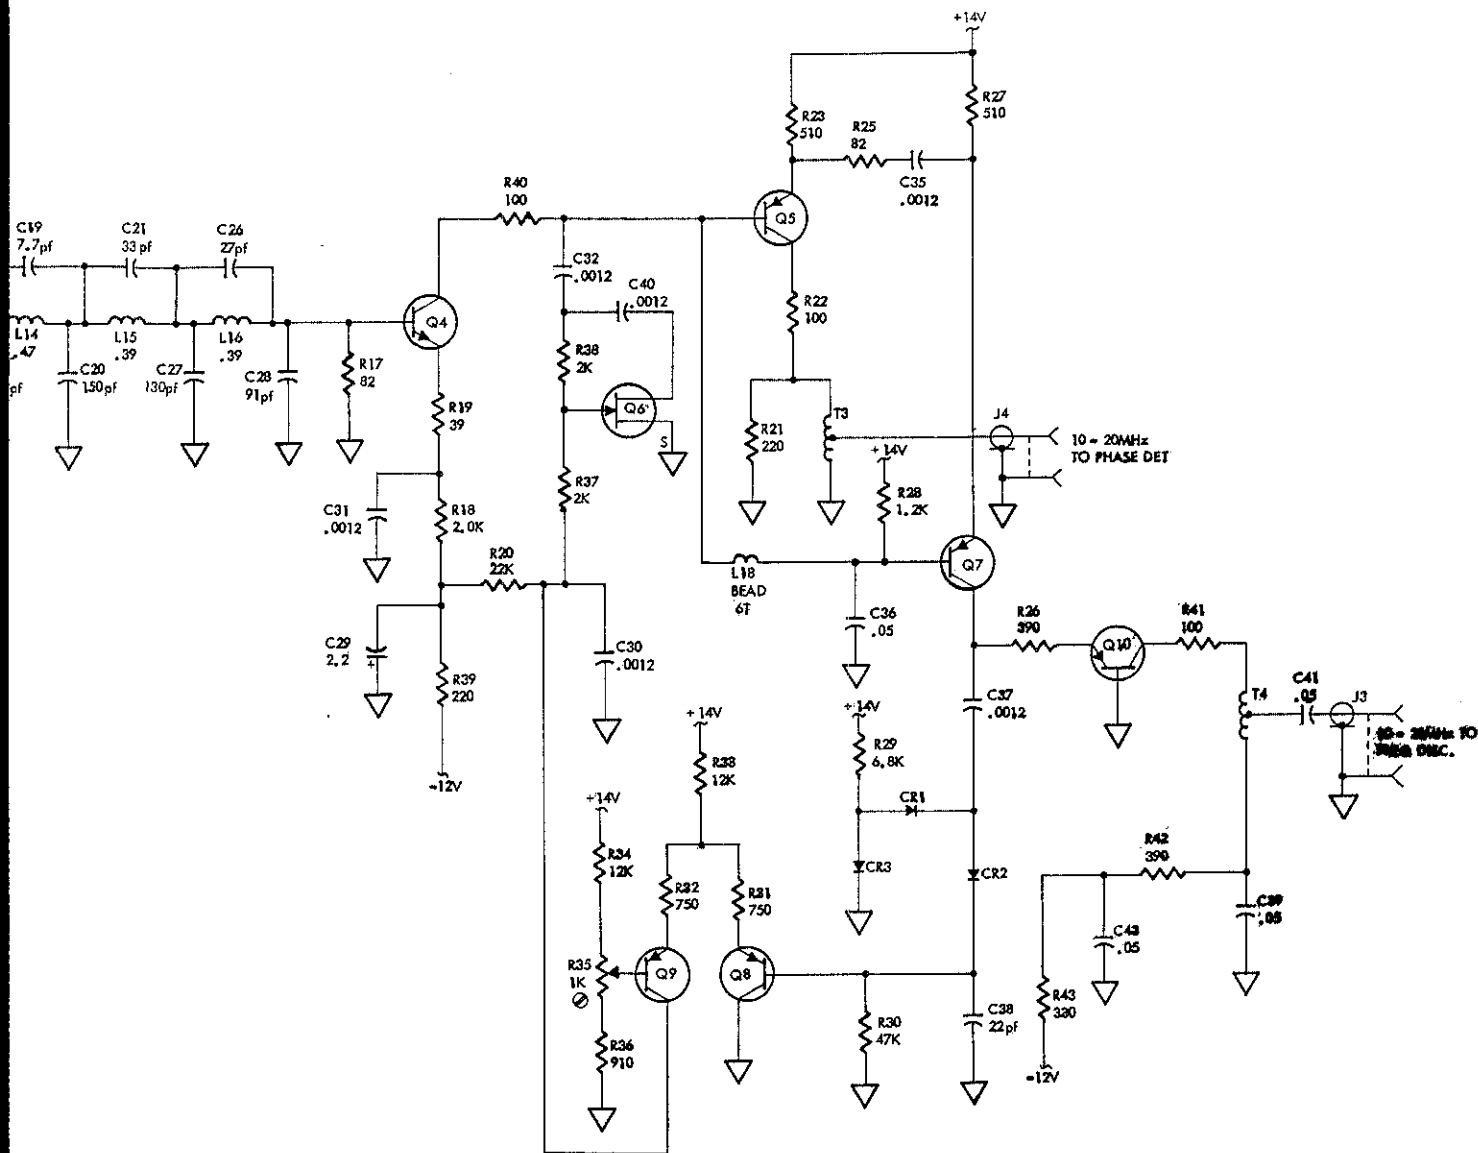 +14V
R23
510
R27
510
R25
82
C35
.0012
R40
100
Q5
C19
7.7pf
C21
33pf
C26
27pf
C32
.0012
C40
.0012
R22
100
Q4
L14
.47
L15
.39
L16
.39
R17
82
R38
2K
Q6
S
pf
C20
150pf
C27
130pf
C28
91pf
R19
39
T3
J4
R21
220
10-20MHz
TO PHASE DET
+14V
R28
1.2K
R37
2K
C31
.0012
R18
2.0K
R20
22K
L18
BEAD
6T
Q7
C36
.05
R26
390
Q10
R41
100
C29
2.2
+
R39
220
C30
.0012
C37
.0012
T4
C41
.05
J3
TO
DISC.
-12V
+14V
R33
12K
+14V
R29
6.8K
CR1
CR3
CR2
+14V
R34
12K
R32
750
R31
750
R42
390
C39
.05
C43
.05
R35
1K
Q9
Q8
R36
910
R30
47K
C38
22pf
R43
330
-12V